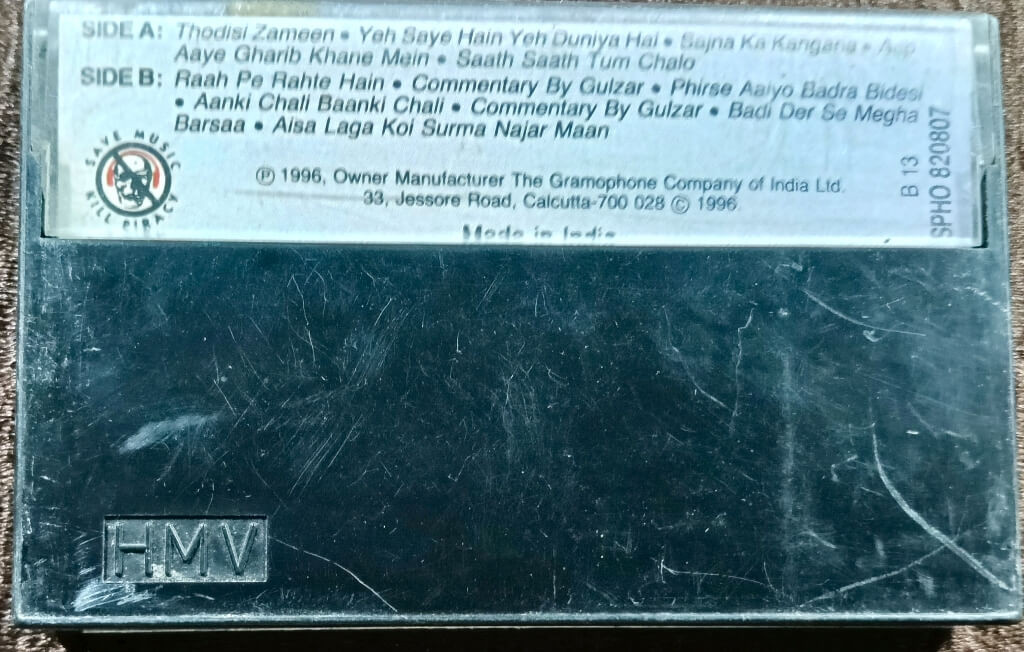 SIDE A: Thodisi Zameen • Yeh Saye Hain Yeh Duniya Hai • Sajna Ka Kangana • Aap
Aaye Gharib Khane Mein • Saath Saath Tum Chalo
SIDE B: Raah Pe Rahte Hain • Commentary By Gulzar • Phirse Aaiyo Badra Bidesi
• Aanki Chali Baanki Chali • Commentary By Gulzar • Badi Der Se Megha
Barsaa • Aisa Laga Koi Surma Najar Maan
SAVE MUSIC
KILL PIRACY
℗ 1996, Owner Manufacturer The Gramophone Company of India Ltd.
33, Jessore Road, Calcutta-700 028 © 1996
Made in India
B 13
SPHO 820807
HMV